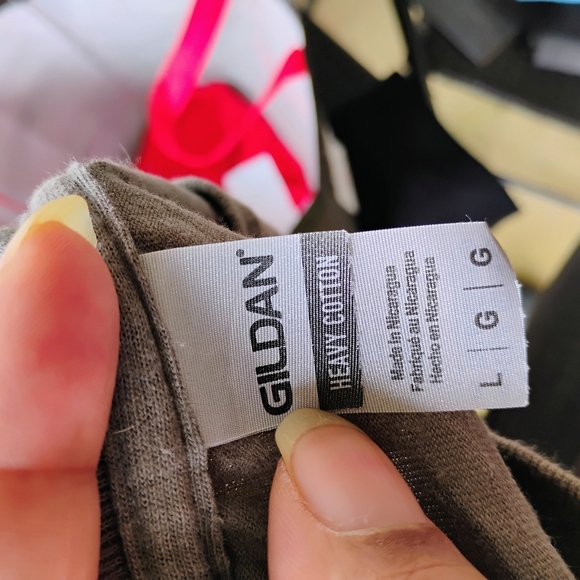 GILDAN®
HEAVY COTTON
Made in Nicaragua
Fabriqué au Nicaragua
Hecho en Nicaragua
L | G | G